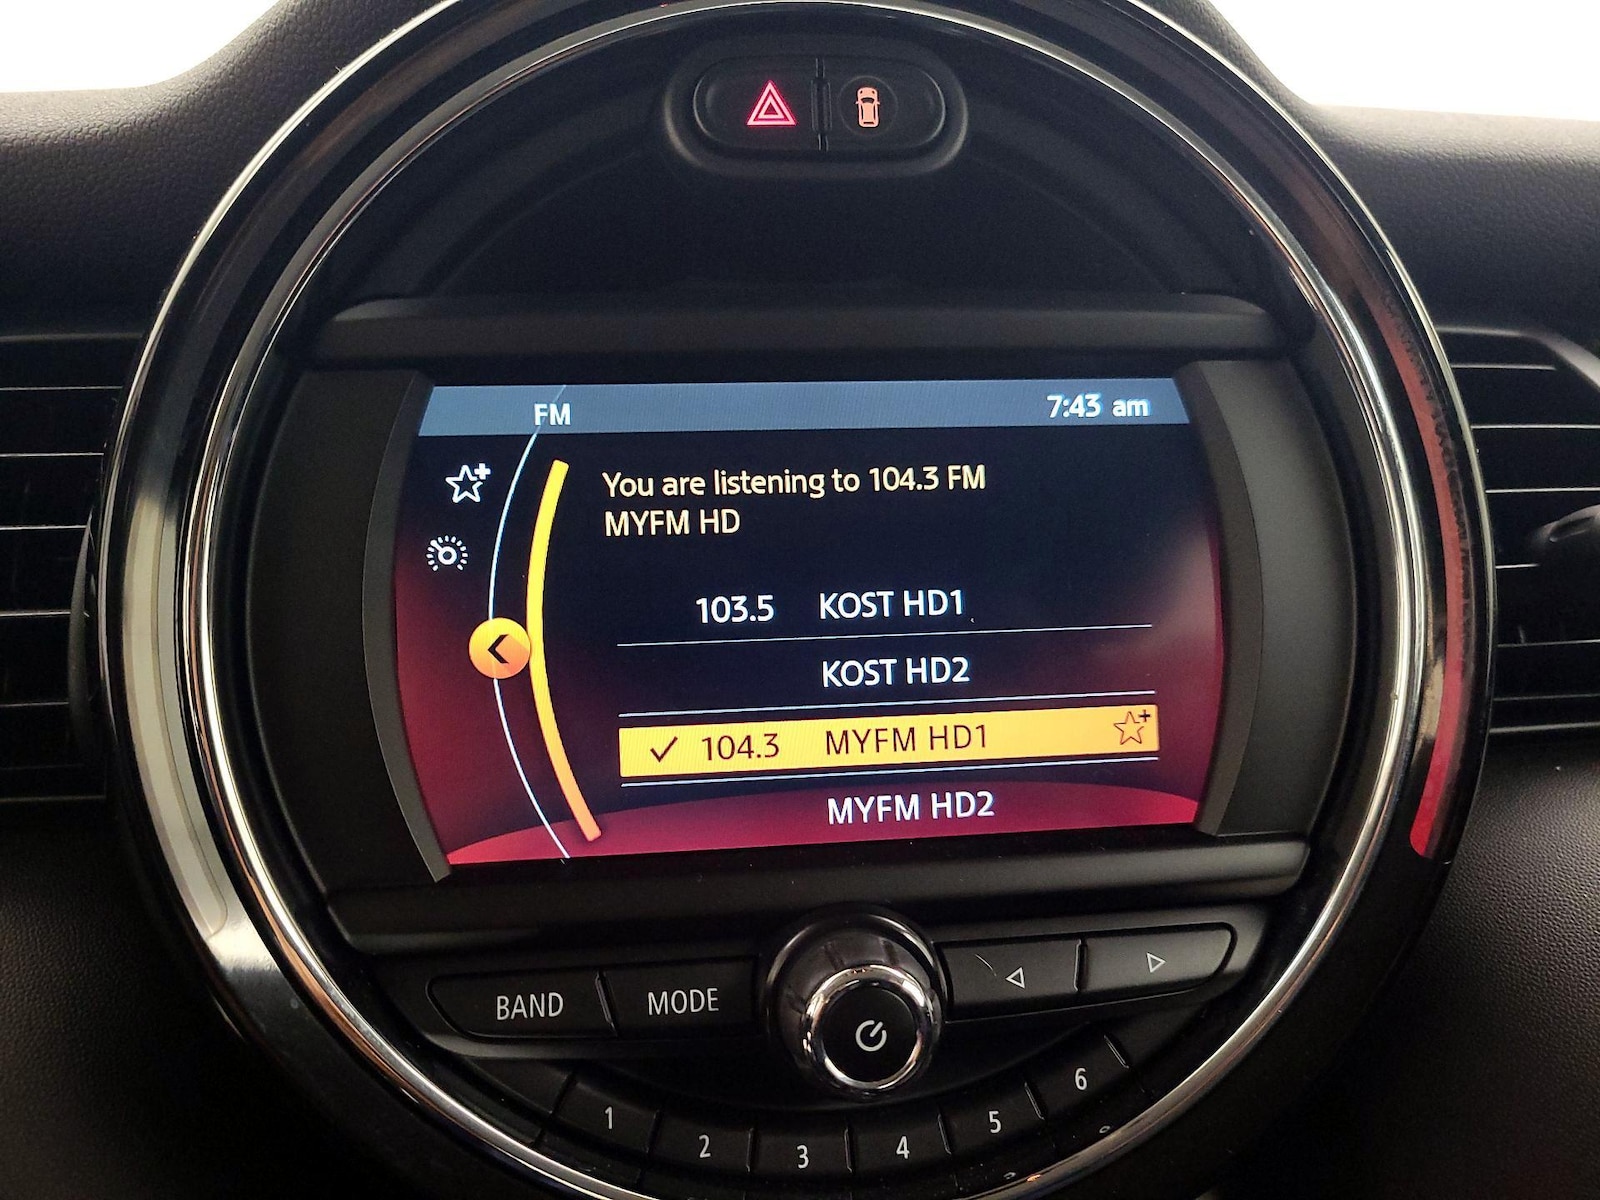 FM
7:43 am
You are listening to 104.3 FM
MYFM HD
103.5 KOST HD1
KOST HD2
104.3 MYFM HD1
MYFM HD2
BAND
MODE
1
2
3
4
5
6